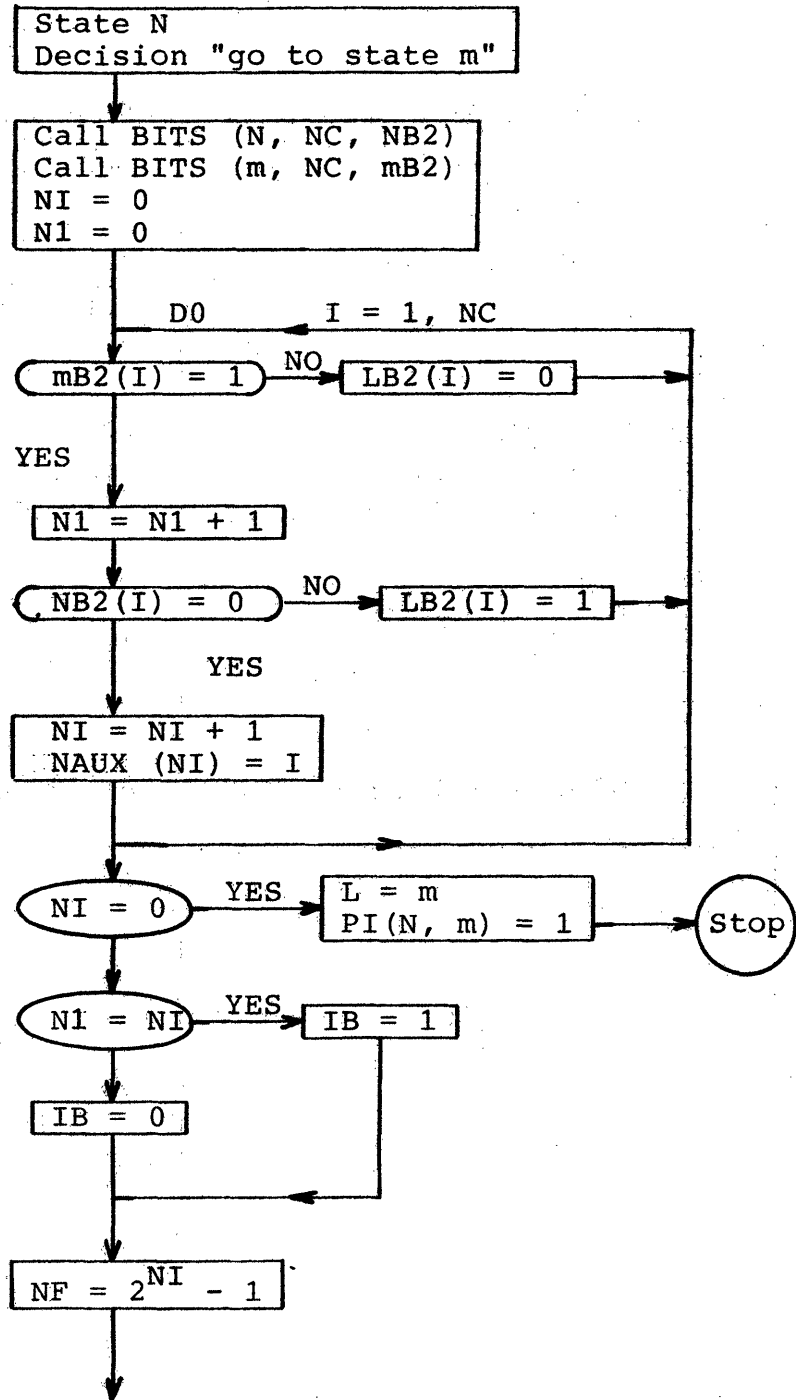 State N
Decision "go to state m"
Call BITS (N, NC, NB2)
Call BITS (m, NC, mB2)
NI = 0
N1 = 0
DO I = 1, NC
mB2(I) = 1
NO
LB2(I) = 0
YES
N1 = N1 + 1
NB2(I) = 0
NO
LB2(I) = 1
YES
NI = NI + 1
NAUX (NI) = I
NI = 0
YES
L = m
PI(N, m) = 1
Stop
N1 = NI
YES
IB = 1
IB = 0
NF = 2^NI - 1